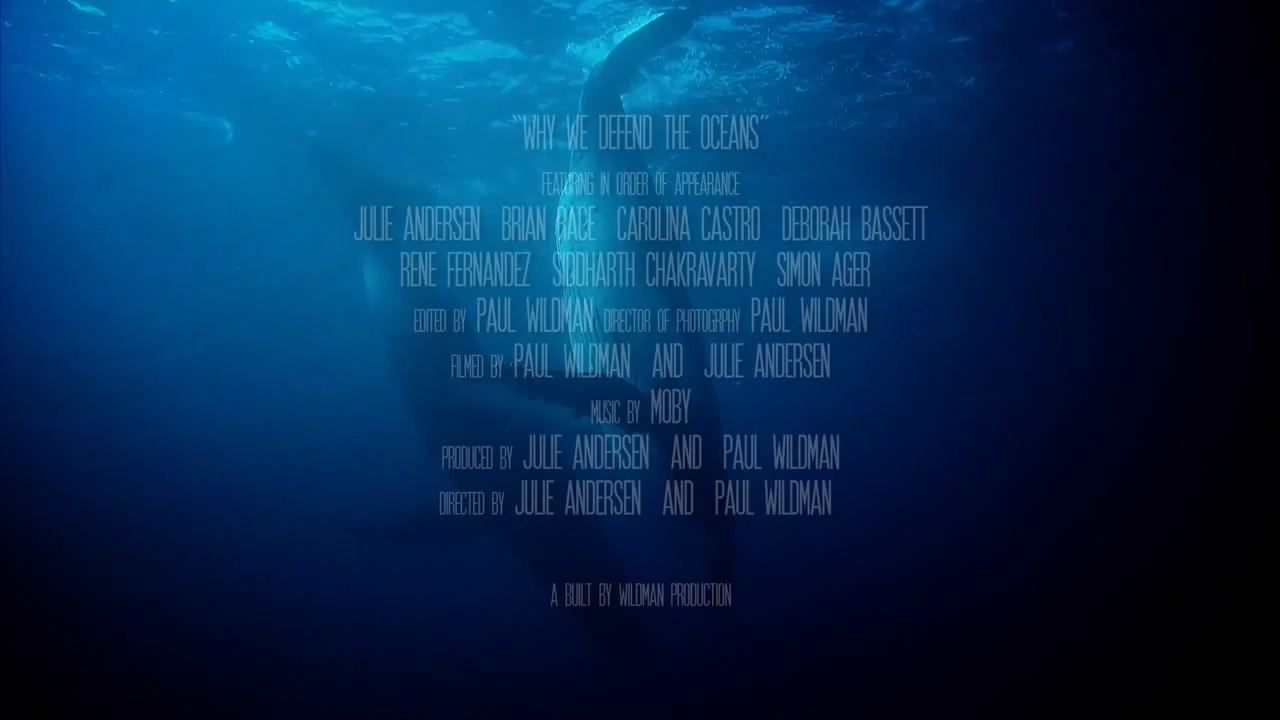 "WHY WE DEFEND THE OCEANS"
FEATURING IN ORDER OF APPEARANCE
JULIE ANDERSEN BRIAN RACE CAROLINA CASTRO DEBORAH BASSETT
RENE FERNANDEZ SIDDHARTH CHAKRAVARTY SIMON AGER
EDITED BY PAUL WILDMAN DIRECTOR OF PHOTOGRPHY PAUL WILDMAN
FILMED BY PAUL WILDMAN AND JULIE ANDERSEN
MUSIC BY MOBY
PRODUCED BY JULIE ANDERSEN AND PAUL WILDMAN
DIRECTED BY JULIE ANDERSEN AND PAUL WILDMAN
A BUILT BY WILDMAN PRODUCTION